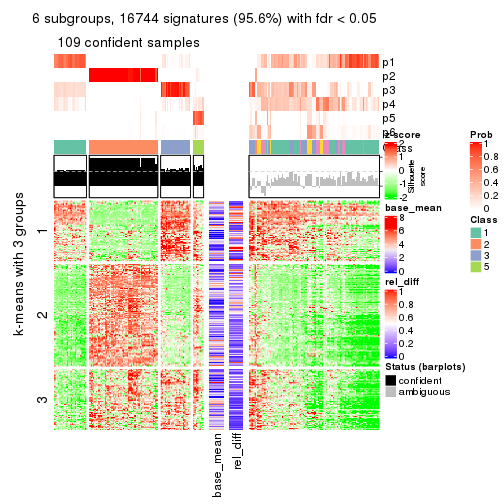 6 subgroups, 16744 signatures (95.6%) with fdr < 0.05
109 confident samples
p1
p2
p3
p4
p5
p6
Class
Silhouette
score
k-means with 3 groups
1
2
3
base_mean
rel_diff
z-score
2
1
0
-1
-2
base_mean
8
6
4
2
0
rel_diff
1
0.8
0.6
0.4
0.2
0
Status (barplots)
confident
ambiguous
Prob
1
0.8
0.6
0.4
0.2
0
Class
1
2
3
5